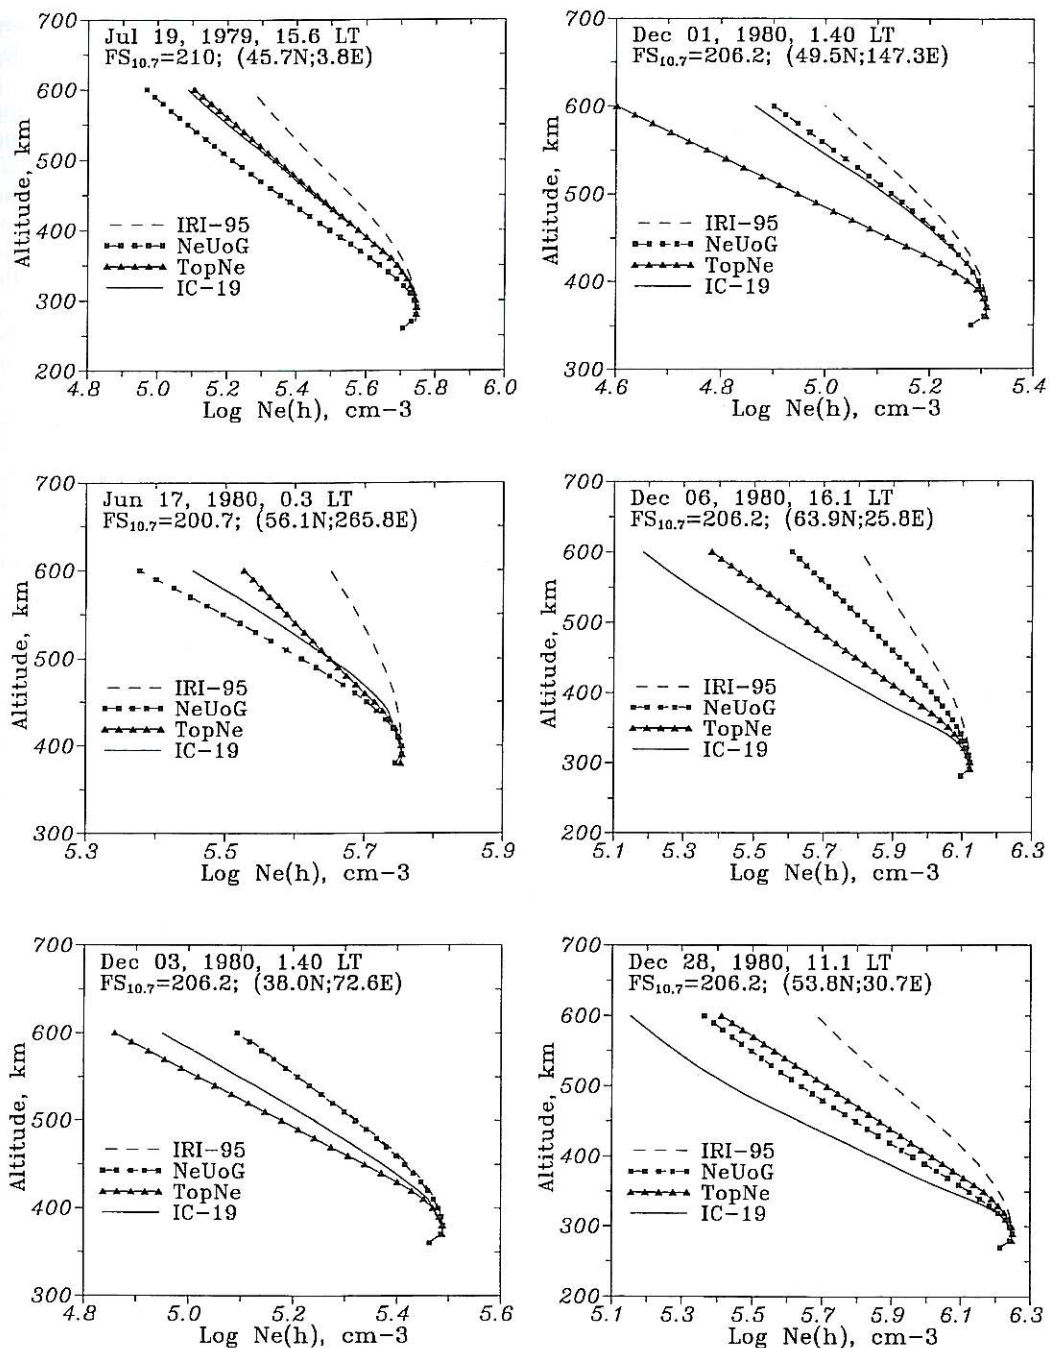 700
Jul 19, 1979, 15.6 LT
FS10.7=210; (45.7N;3.8E)
600
500
400
300
200
Altitude, km
IRI-95
NeUoG
TopNe
IC-19
4.8 5.0 5.2 5.4 5.6 5.8 6.0
Log Ne(h), cm-3
700
Dec 01, 1980, 1.40 LT
FS10.7=206.2; (49.5N;147.3E)
600
500
400
300
Altitude, km
IRI-95
NeUoG
TopNe
IC-19
4.6 4.8 5.0 5.2 5.4
Log Ne(h), cm-3
700
Jun 17, 1980, 0.3 LT
FS10.7=200.7; (56.1N;265.8E)
600
500
400
300
Altitude, km
IRI-95
NeUoG
TopNe
IC-19
5.3 5.5 5.7 5.9
Log Ne(h), cm-3
700
Dec 06, 1980, 16.1 LT
FS10.7=206.2; (63.9N;25.8E)
600
500
400
300
200
Altitude, km
IRI-95
NeUoG
TopNe
IC-19
5.1 5.3 5.5 5.7 5.9 6.1 6.3
Log Ne(h), cm-3
700
Dec 03, 1980, 1.40 LT
FS10.7=206.2; (38.0N;72.6E)
600
500
400
300
Altitude, km
IRI-95
NeUoG
TopNe
IC-19
4.8 5.0 5.2 5.4 5.6
Log Ne(h), cm-3
700
Dec 28, 1980, 11.1 LT
FS10.7=206.2; (53.8N;30.7E)
600
500
400
300
200
Altitude, km
IRI-95
NeUoG
TopNe
IC-19
5.1 5.3 5.5 5.7 5.9 6.1 6.3
Log Ne(h), cm-3